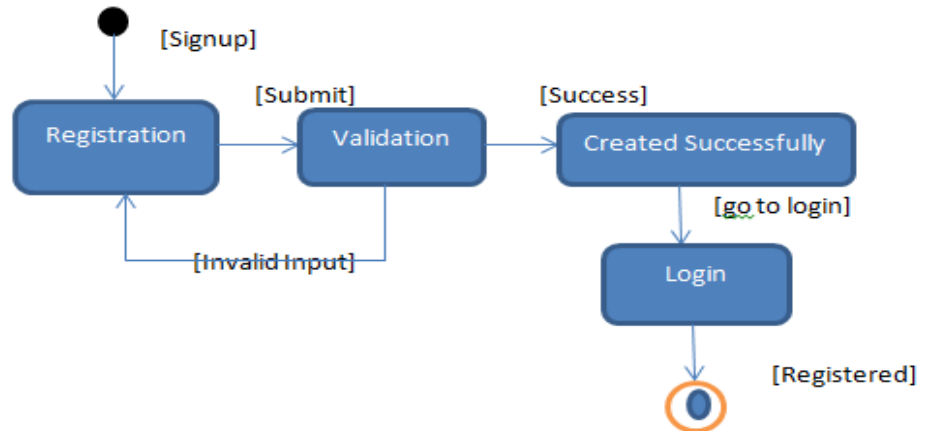 [Signup]
[Submit]
[Success]
Registration
Validation
Created Successfully
[go to login]
[Invalid Input]
Login
[Registered]